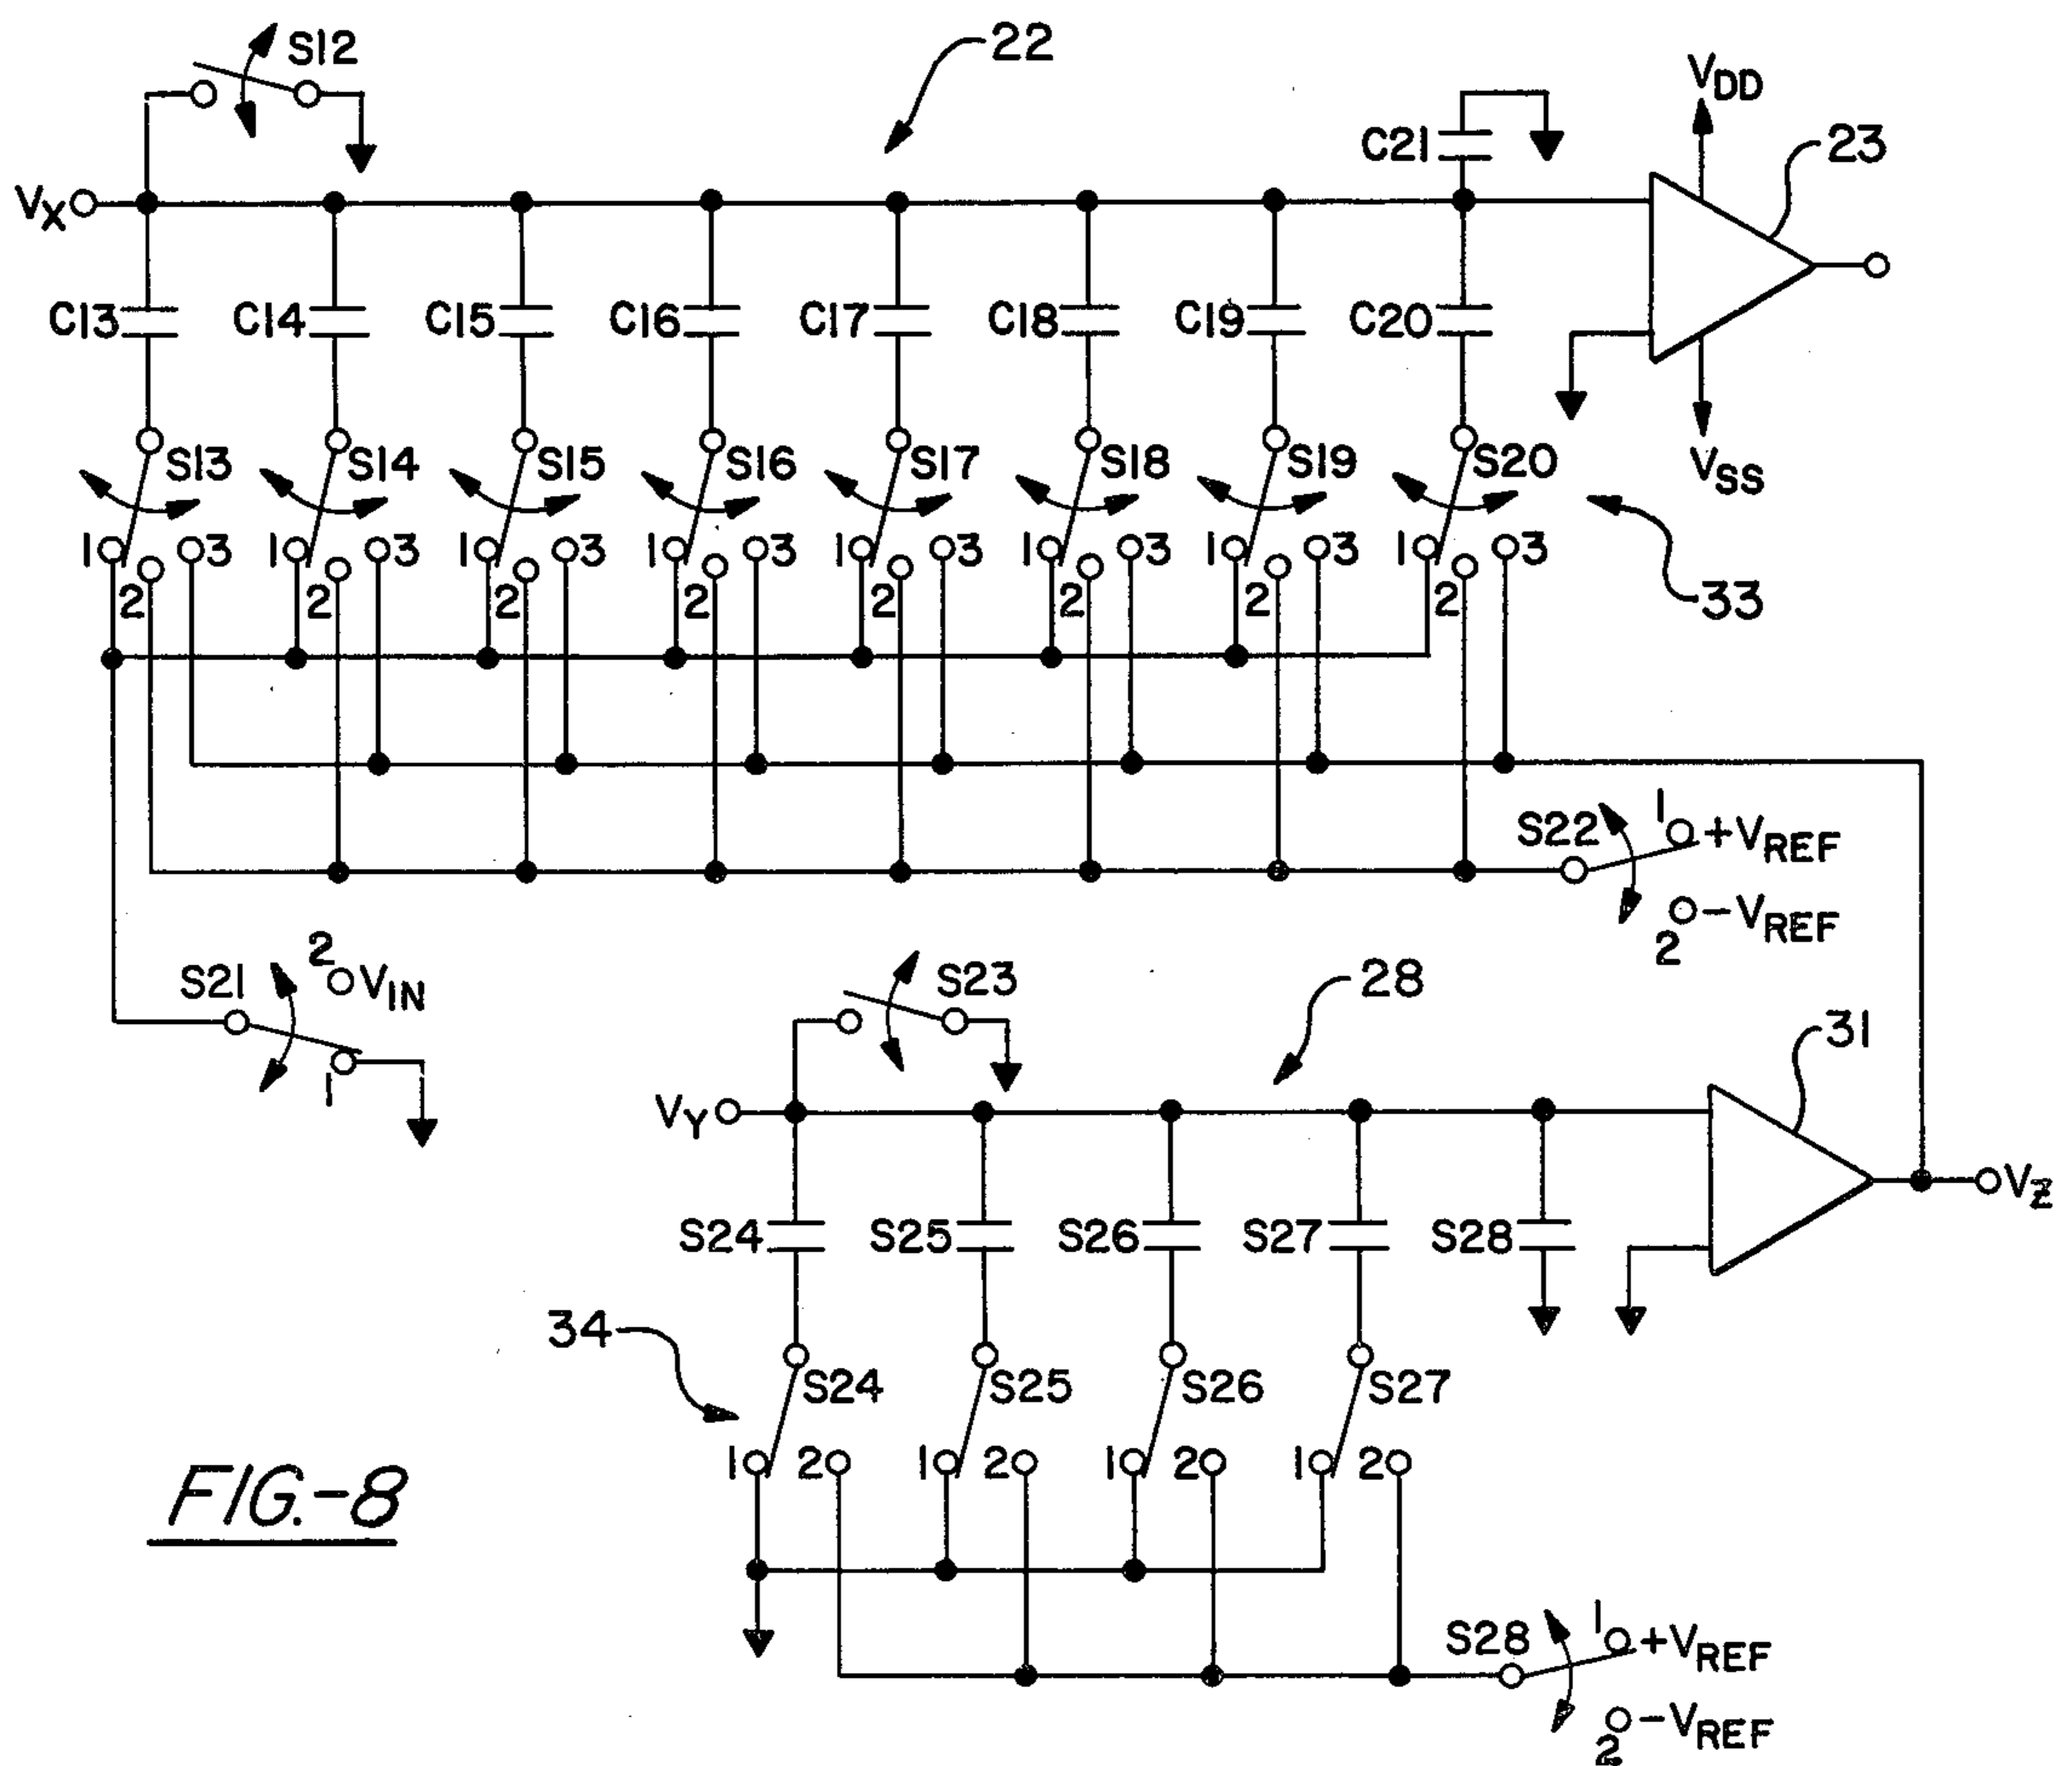 S12
22
VDD
C21
23
VX
C13 C14 C15 C16 C17 C18 C19 C20
S13 S14 S15 S16 S17 S18 S19 S20
VSS
1 3 1 3 1 3 1 3 1 3 1 3 1 3 1 3
2 2 2 2 2 2 2 2
33
S22 1 +VREF
2 -VREF
2
S21 VIN
1
S23
28
31
VY
VZ
S24 S25 S26 S27 S28
34
S24 S25 S26 S27
1 2 1 2 1 2 1 2
FIG.-8
S28 1 +VREF
2 -VREF